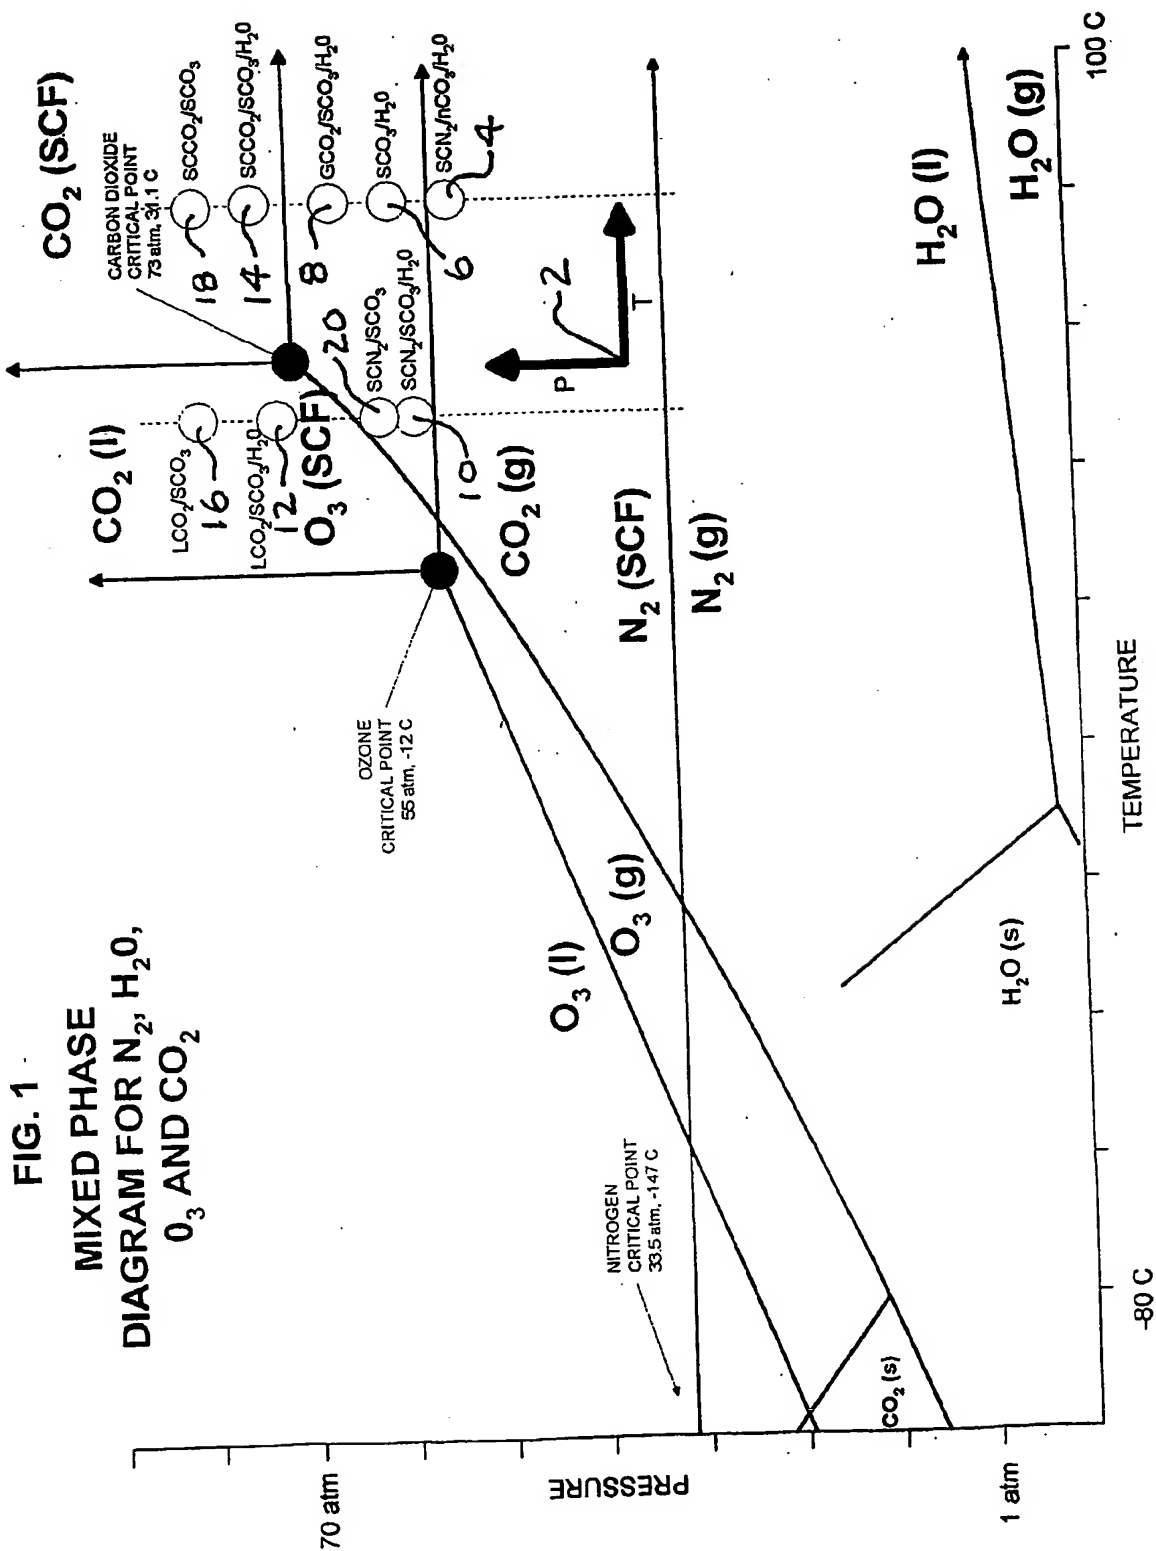 FIG. 1
MIXED PHASE
DIAGRAM FOR N₂, H₂0,
0₃ AND CO₂
CO₂ (l)
CO₂ (SCF)
CARBON DIOXIDE
CRITICAL POINT
73 atm, 31.1 C
LCO₂/SCO₃
16
LCO₂/SCO₃/H₂0
12
O₃ (SCF)
18
SCCO₂/SCO₃
14
SCCO₂/SCO₃/H₂0
8
GCO₂/SCO₃/H₂0
6
SCO₃/H₂0
4
SCN₂/nCO₃/H₂0
20
SCN₂/SCO₃
10
SCN₂/SCO₃/H₂0
OZONE
CRITICAL POINT
55 atm, -12 C
CO₂ (g)
P
T
2
O₃ (l)
O₃ (g)
NITROGEN
CRITICAL POINT
33.5 atm, -147 C
N₂ (SCF)
N₂ (g)
CO₂ (s)
H₂O (s)
H₂O (l)
H₂O (g)
70 atm
PRESSURE
1 atm
-80 C
TEMPERATURE
100 C